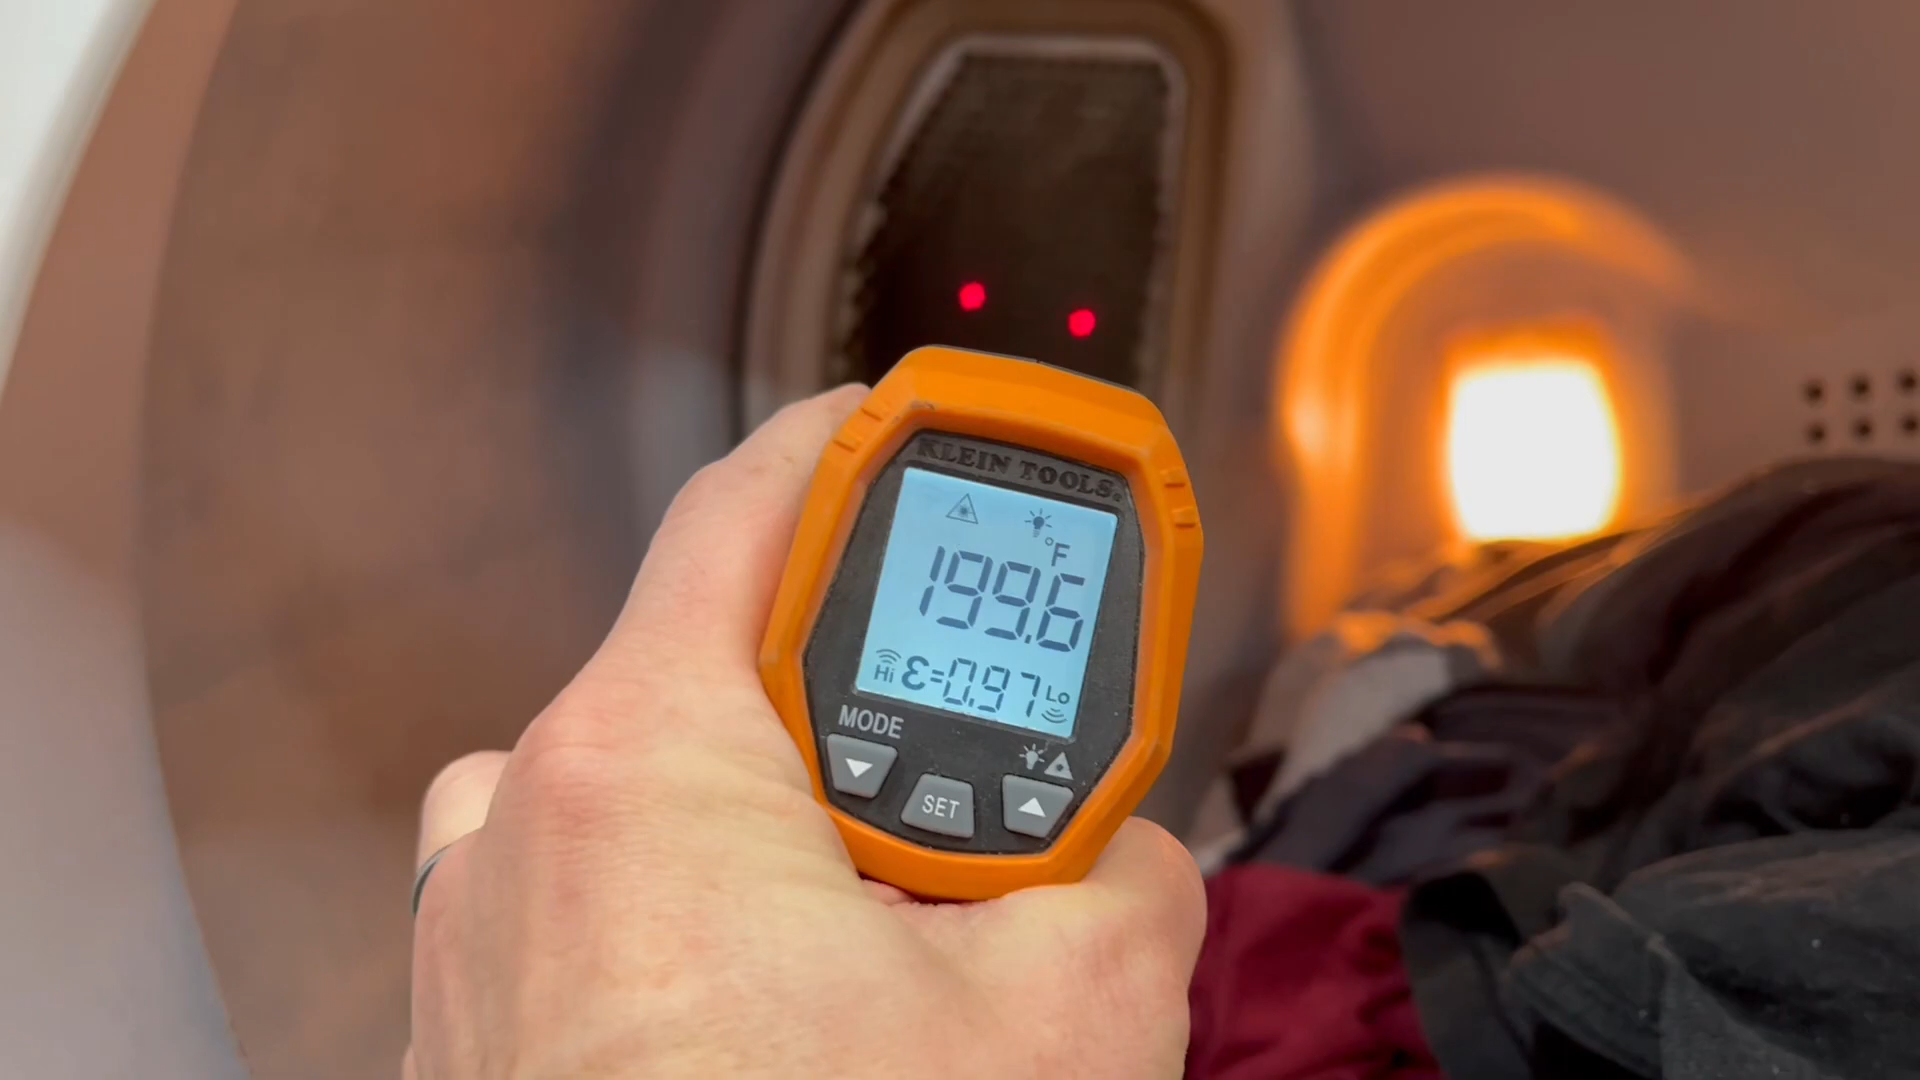 KLEIN TOOLS®
°F
199.6
Hi ε=0.97 Lo
MODE
SET